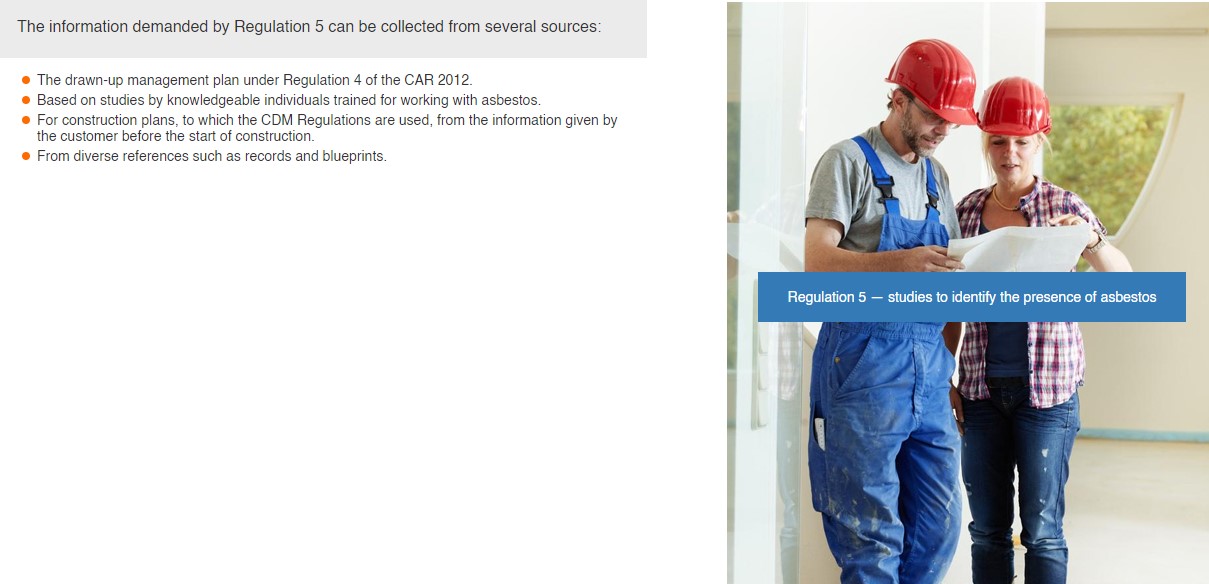 The information demanded by Regulation 5 can be collected from several sources:
The drawn-up management plan under Regulation 4 of the CAR 2012.
Based on studies by knowledgeable individuals trained for working with asbestos.
For construction plans, to which the CDM Regulations are used, from the information given by
the customer before the start of construction.
From diverse references such as records and blueprints.
Regulation 5 — studies to identify the presence of asbestos